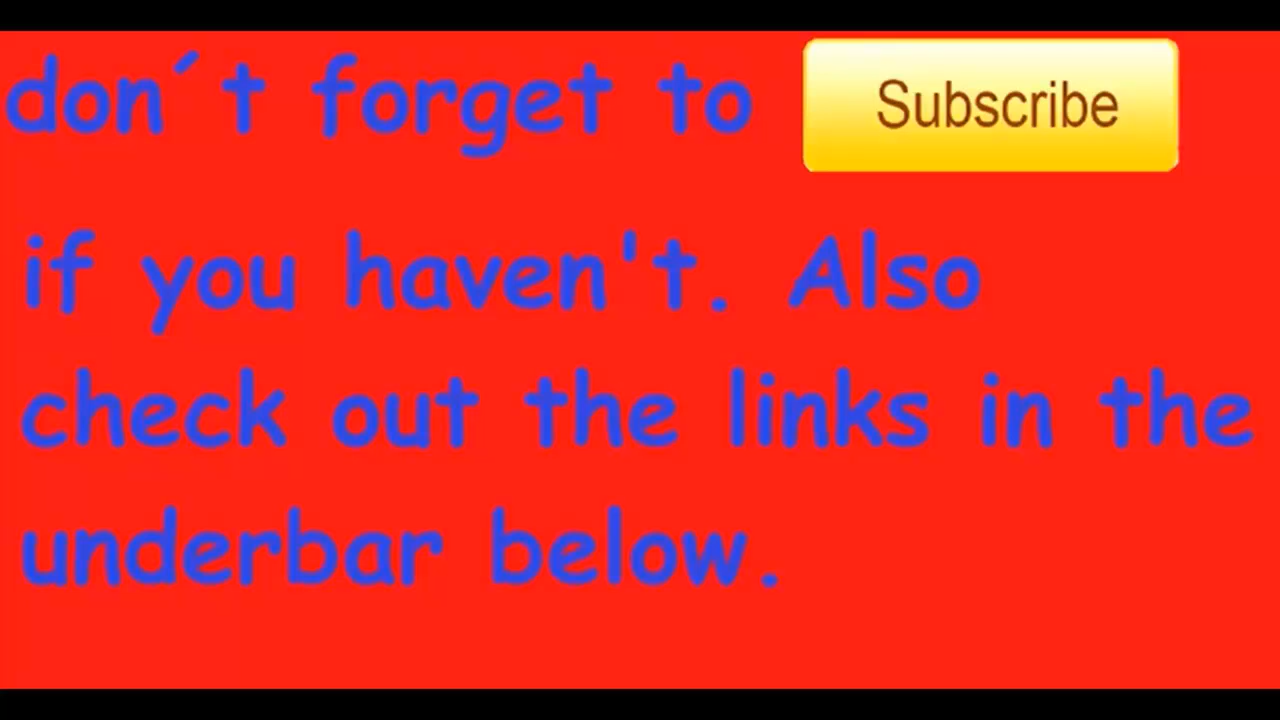 don´t forget to Subscribe
if you haven't. Also
check out the links in the
underbar below.